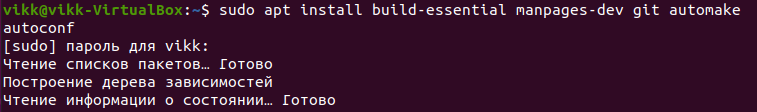 vikk@vikk-VirtualBox:~$ sudo apt install build-essential manpages-dev git automake
autoconf
[sudo] пароль для vikk:
Чтение списков пакетов… Готово
Построение дерева зависимостей
Чтение информации о состоянии… Готово